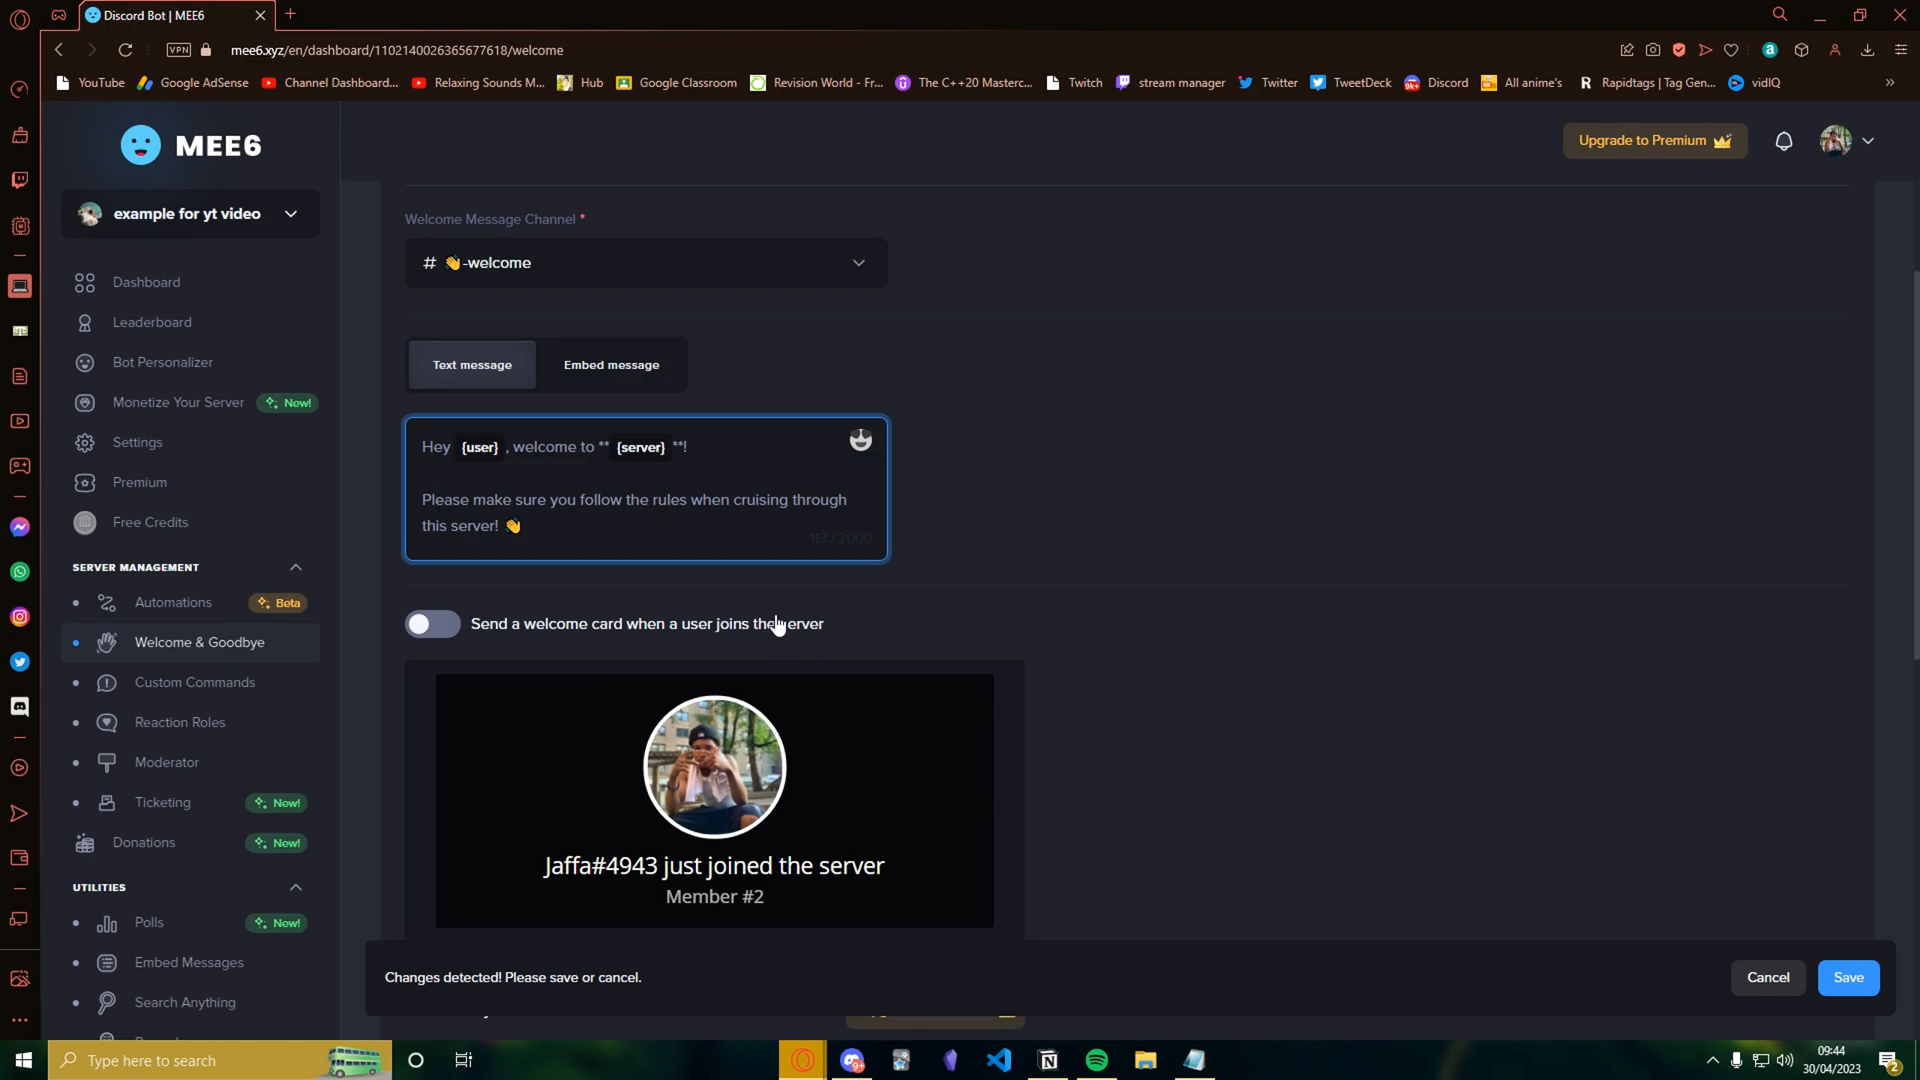 Discord Bot | MEE6
VPN
mee6.xyz/en/dashboard/1102140026365677618/welcome
YouTube
Google AdSense
Channel Dashboard...
Relaxing Sounds M...
Hub
Google Classroom
Revision World - Fr...
The C++20 Masterc...
Twitch
stream manager
Twitter
TweetDeck
Discord
All anime's
Rapidtags | Tag Gen...
vidIQ
»
MEE6
Upgrade to Premium
example for yt video
Dashboard
Leaderboard
Bot Personalizer
Monetize Your Server New!
Settings
Premium
Free Credits
SERVER MANAGEMENT
Automations Beta
Welcome & Goodbye
Custom Commands
Reaction Roles
Moderator
Ticketing New!
Donations New!
UTILITIES
Polls New!
Embed Messages
Search Anything
Welcome Message Channel *
# 👋-welcome
Text message
Embed message
Hey {user} , welcome to ** {server} **!
Please make sure you follow the rules when cruising through
this server! 👋
113 / 2000
Send a welcome card when a user joins the server
Jaffa#4943 just joined the server
Member #2
Changes detected! Please save or cancel.
Cancel
Save
Type here to search
09:44
30/04/2023
2